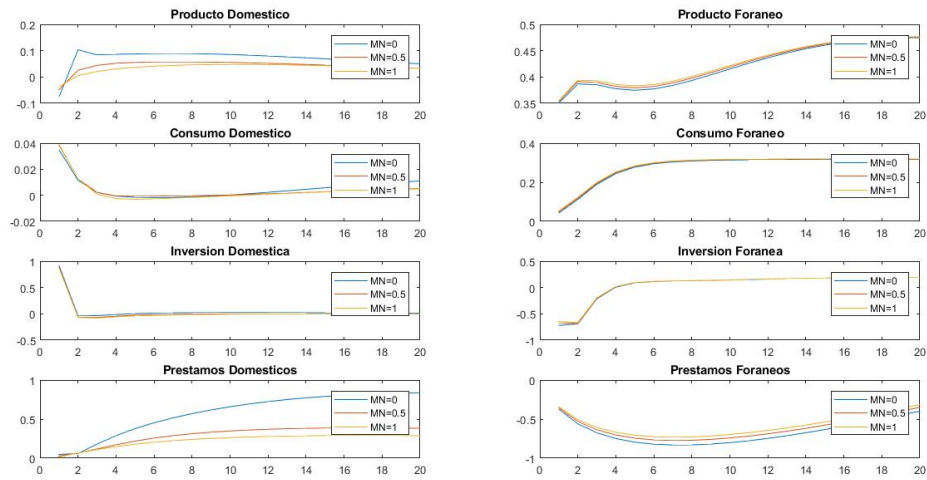 Producto Domestico
0.2
0.1
0
-0.1
0 2 4 6 8 10 12 14 16 18 20
MN=0
MN=0.5
MN=1
Producto Foraneo
0.5
0.45
0.4
0.35
0 2 4 6 8 10 12 14 16 18 20
MN=0
MN=0.5
MN=1
Consumo Domestico
0.04
0.02
0
-0.02
0 2 4 6 8 10 12 14 16 18 20
MN=0
MN=0.5
MN=1
Consumo Foraneo
0.4
0.2
0
0 2 4 6 8 10 12 14 16 18 20
MN=0
MN=0.5
MN=1
Inversion Domestica
1
0.5
0
-0.5
0 2 4 6 8 10 12 14 16 18 20
MN=0
MN=0.5
MN=1
Inversion Foranea
0.5
0
-0.5
-1
0 2 4 6 8 10 12 14 16 18 20
MN=0
MN=0.5
MN=1
Prestamos Domesticos
1
0.5
0
0 2 4 6 8 10 12 14 16 18 20
MN=0
MN=0.5
MN=1
Prestamos Foraneos
0
-0.5
-1
0 2 4 6 8 10 12 14 16 18 20
MN=0
MN=0.5
MN=1